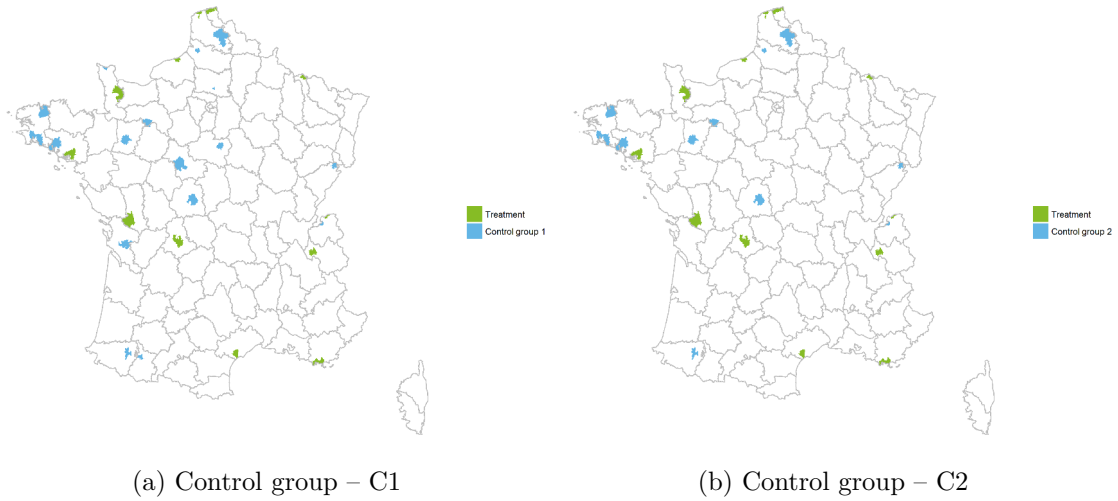 Treatment
Control group 1
Treatment
Control group 2
(a) Control group – C1
(b) Control group – C2